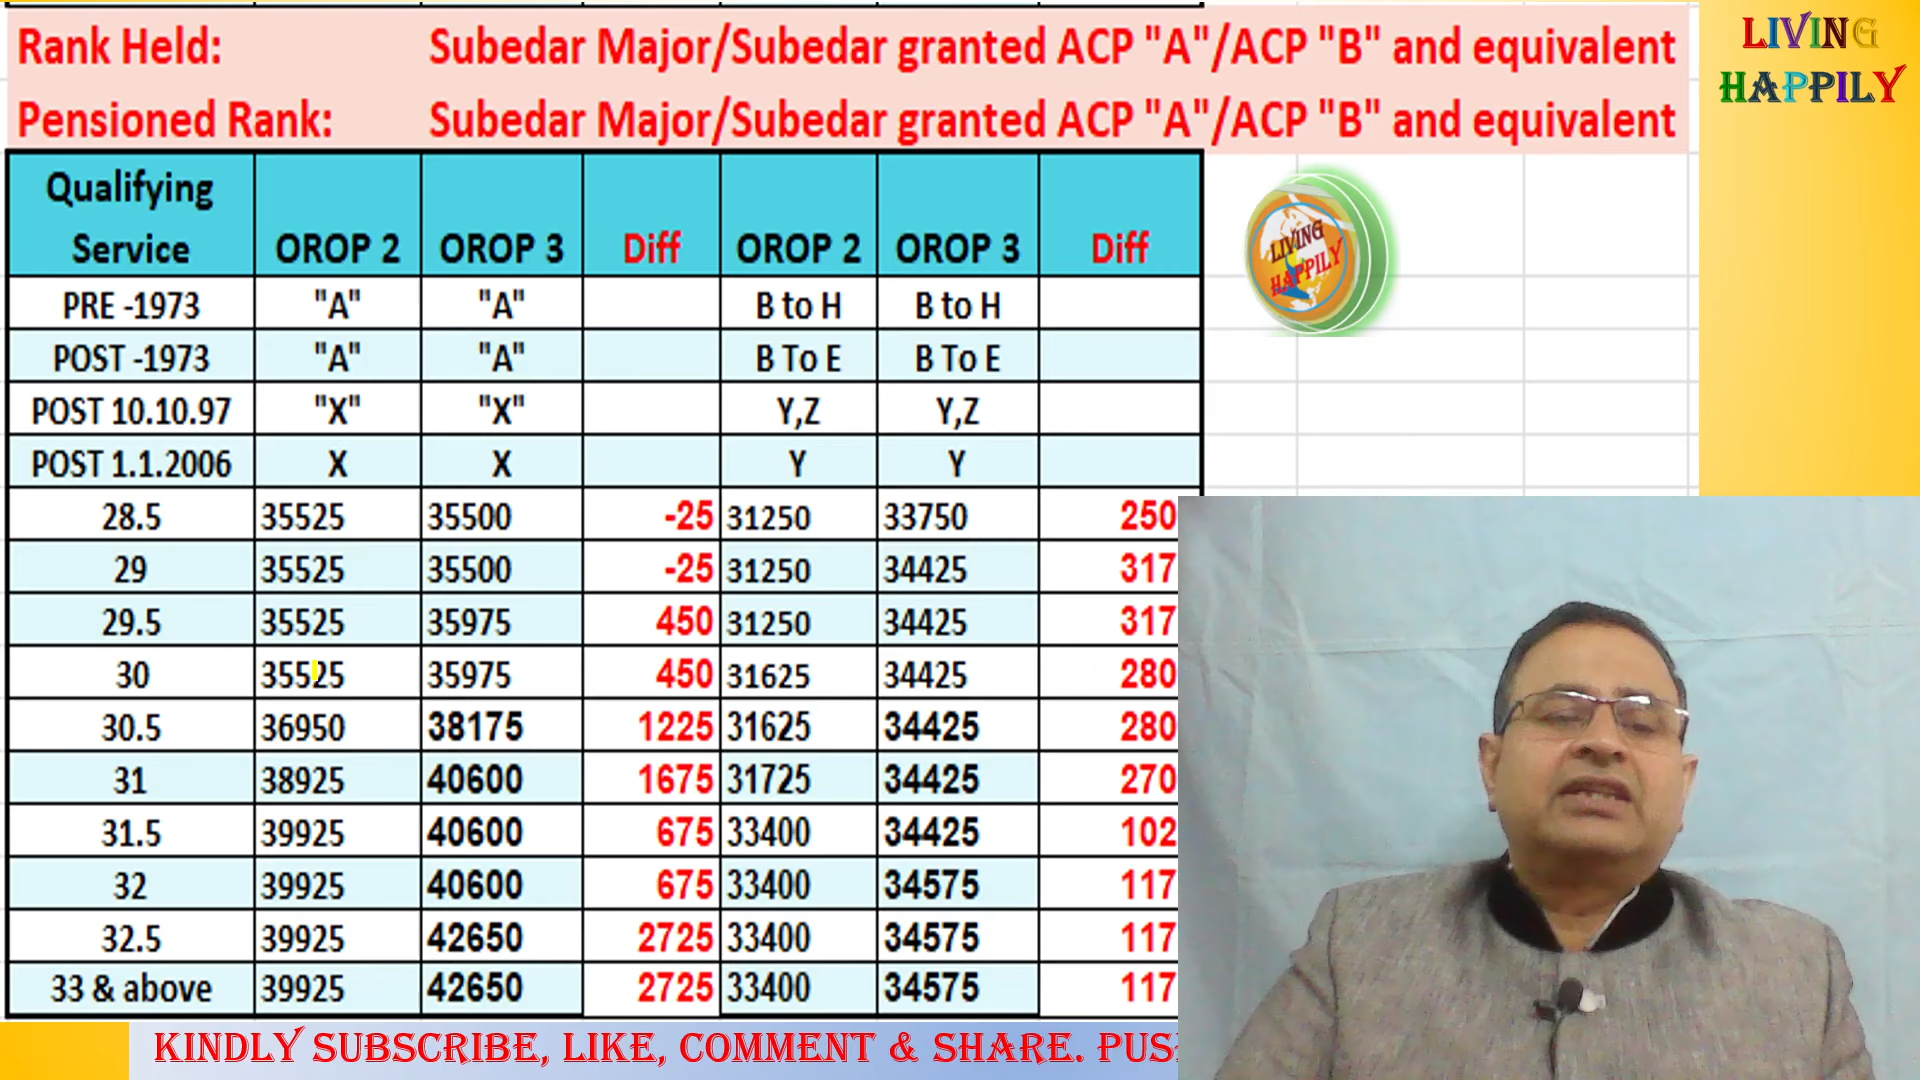 Rank Held: Subedar Major/Subedar granted ACP "A"/ACP "B" and equivalent
Pensioned Rank: Subedar Major/Subedar granted ACP "A"/ACP "B" and equivalent
LIVING
HAPPILY
Qualifying Service OROP 2 OROP 3 Diff OROP 2 OROP 3 Diff
PRE -1973 "A" "A" B to H B to H
POST -1973 "A" "A" B To E B To E
POST 10.10.97 "X" "X" Y,Z Y,Z
POST 1.1.2006 X X Y Y
28.5 35525 35500 -25 31250 33750 250
29 35525 35500 -25 31250 34425 317
29.5 35525 35975 450 31250 34425 317
30 35525 35975 450 31625 34425 280
30.5 36950 38175 1225 31625 34425 280
31 38925 40600 1675 31725 34425 270
31.5 39925 40600 675 33400 34425 102
32 39925 40600 675 33400 34575 117
32.5 39925 42650 2725 33400 34575 117
33 & above 39925 42650 2725 33400 34575 117
LIVING
HAPPILY
KINDLY SUBSCRIBE, LIKE, COMMENT & SHARE. PUS